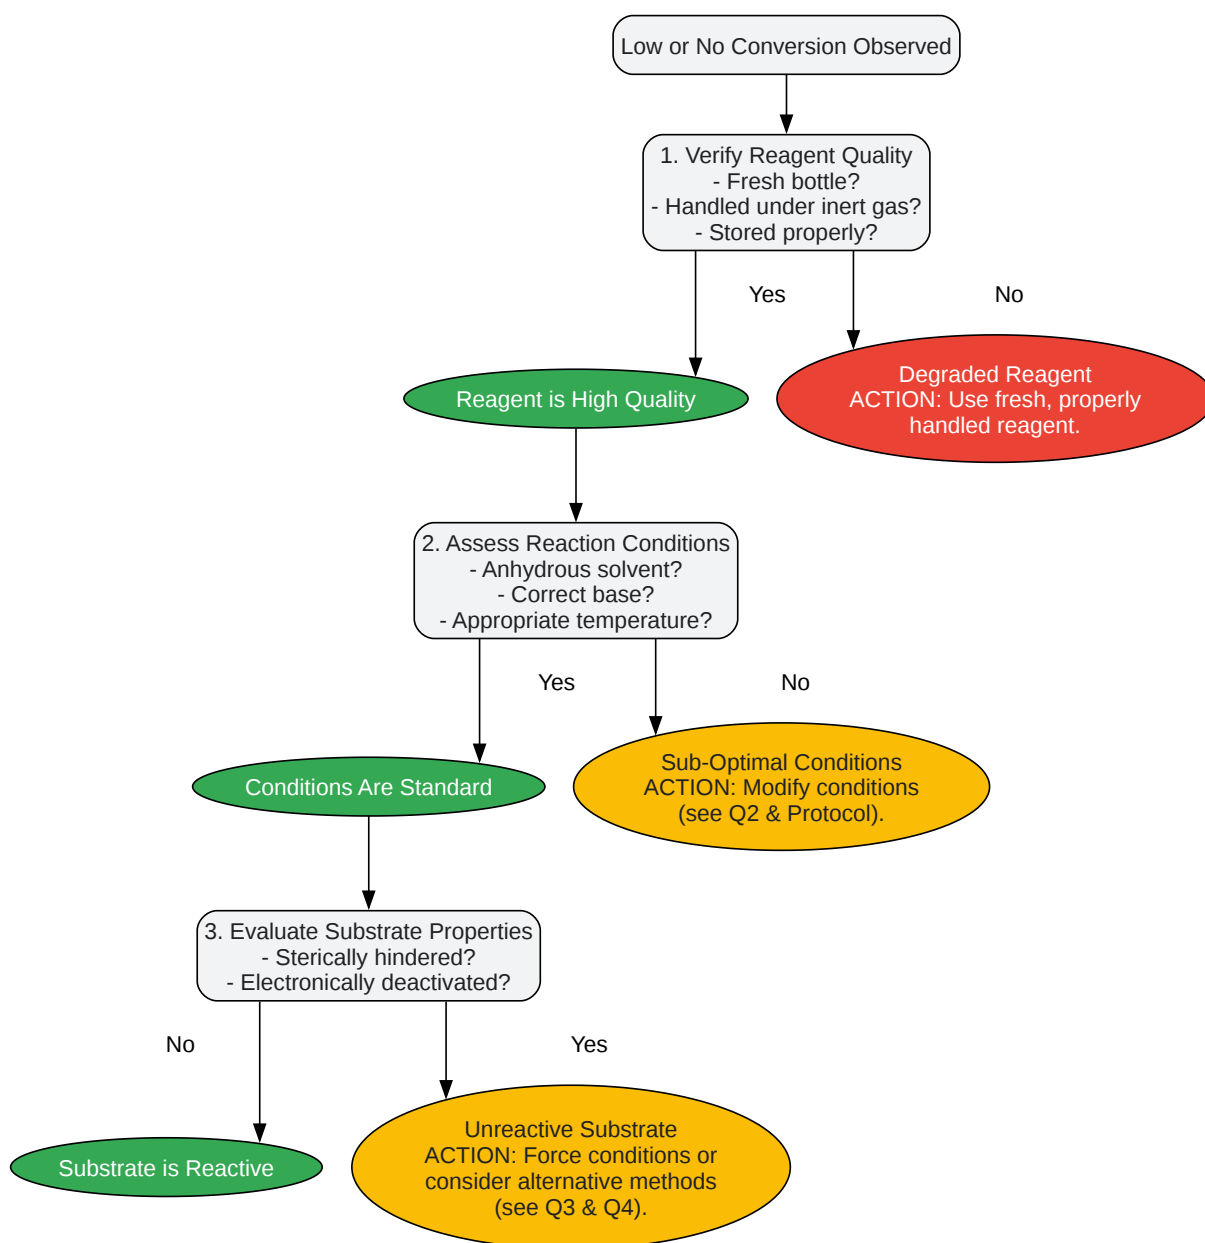 Low or No Conversion Observed
1. Verify Reagent Quality
- Fresh bottle?
- Handled under inert gas?
- Stored properly?
Yes
No
Reagent is High Quality
Degraded Reagent
ACTION: Use fresh, properly
handled reagent.
2. Assess Reaction Conditions
- Anhydrous solvent?
- Correct base?
- Appropriate temperature?
Yes
No
Conditions Are Standard
Sub-Optimal Conditions
ACTION: Modify conditions
(see Q2 & Protocol).
3. Evaluate Substrate Properties
- Sterically hindered?
- Electronically deactivated?
No
Yes
Substrate is Reactive
Unreactive Substrate
ACTION: Force conditions or
consider alternative methods
(see Q3 & Q4).